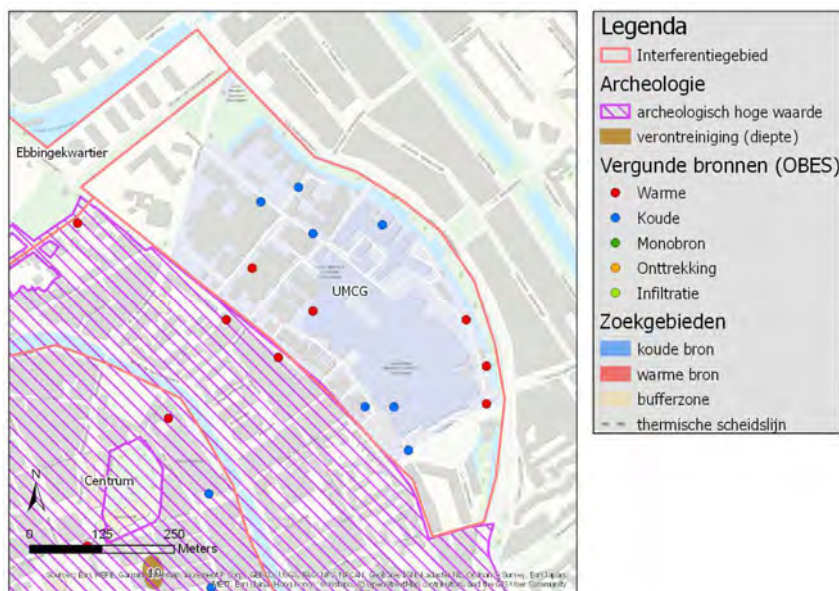 Ebbingekwartier
UMCG
Centrum
N
0 125 250
Meters
10
Legenda
Interferentiegebied
Archeologie
archeologisch hoge waarde
verontreiniging (diepte)
Vergunde bronnen (OBES)
Warme
Koude
Monobron
Onttrekking
Infiltratie
Zoekgebieden
koude bron
warme bron
bufferzone
thermische scheidslijn